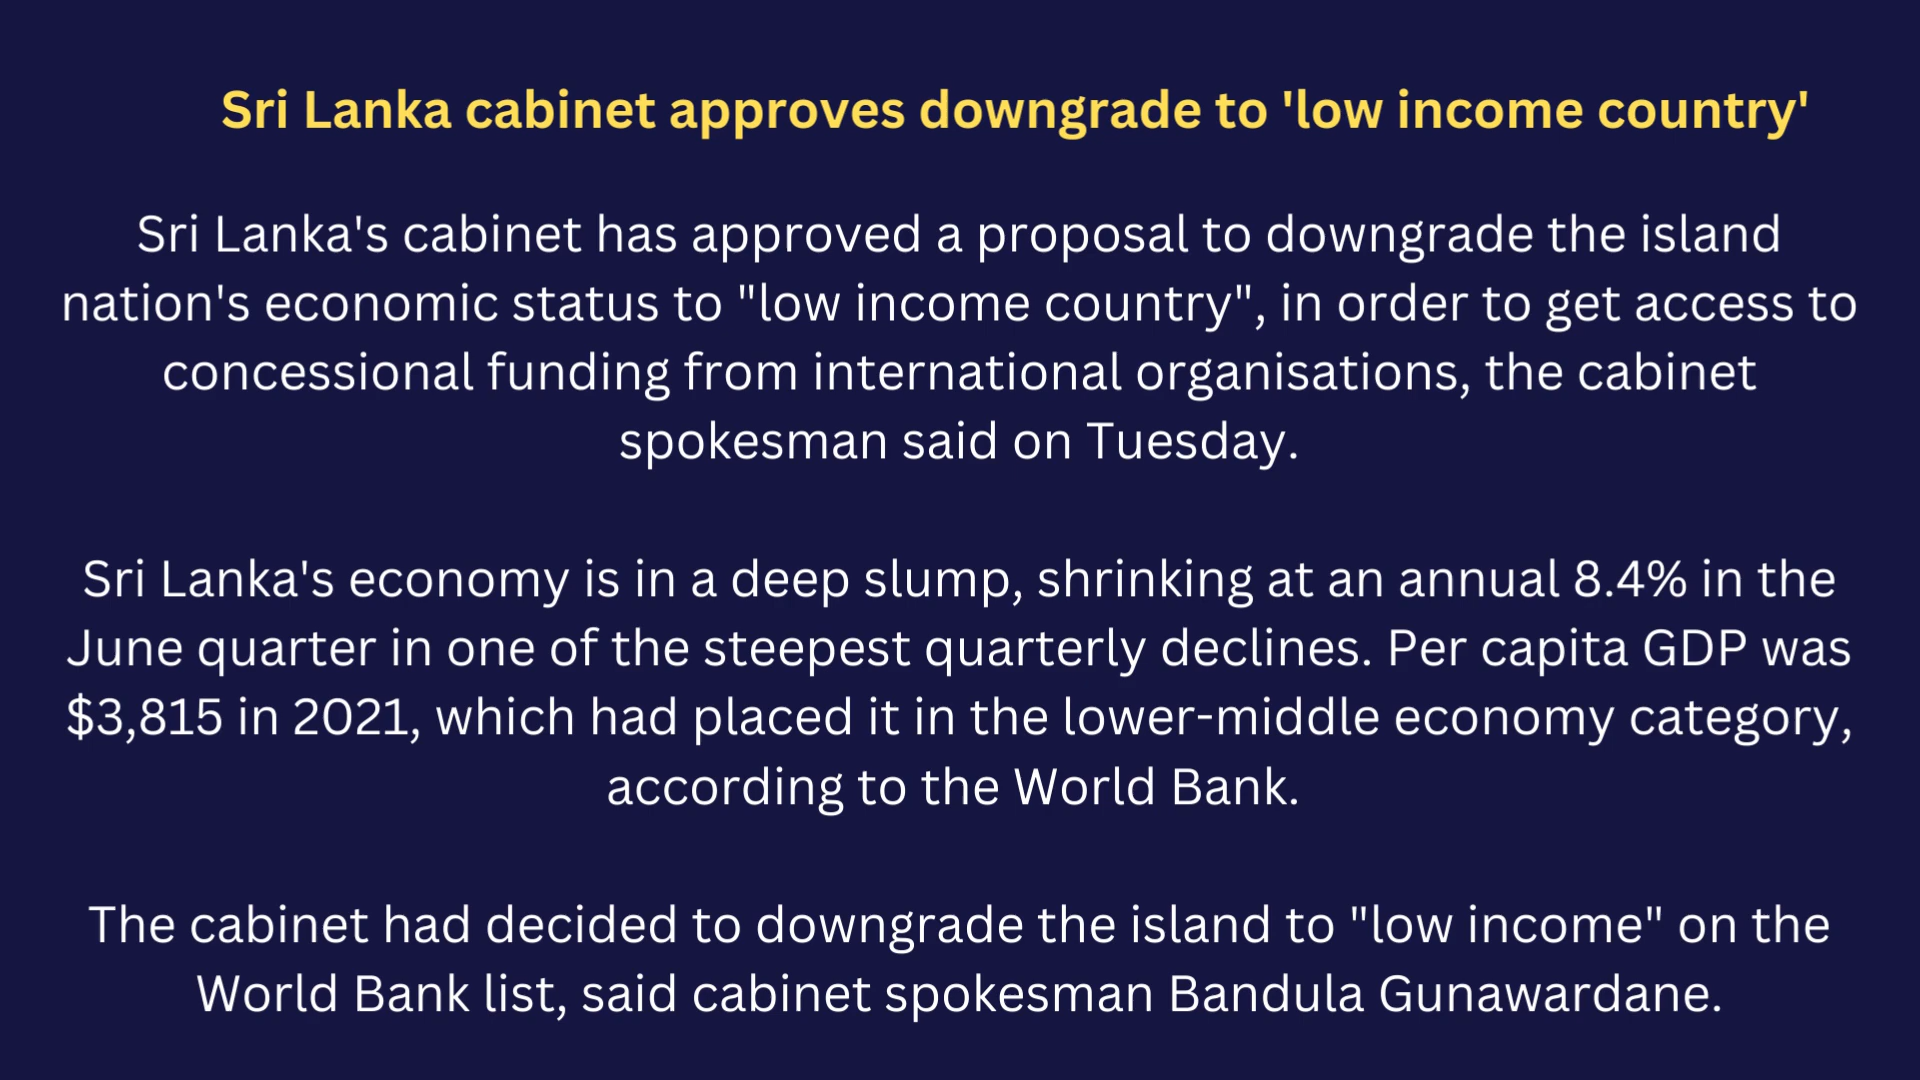 Sri Lanka cabinet approves downgrade to 'low income country'
Sri Lanka's cabinet has approved a proposal to downgrade the island
nation's economic status to "low income country", in order to get access to
concessional funding from international organisations, the cabinet
spokesman said on Tuesday.
Sri Lanka's economy is in a deep slump, shrinking at an annual 8.4% in the
June quarter in one of the steepest quarterly declines. Per capita GDP was
$3,815 in 2021, which had placed it in the lower-middle economy category,
according to the World Bank.
The cabinet had decided to downgrade the island to "low income" on the
World Bank list, said cabinet spokesman Bandula Gunawardane.